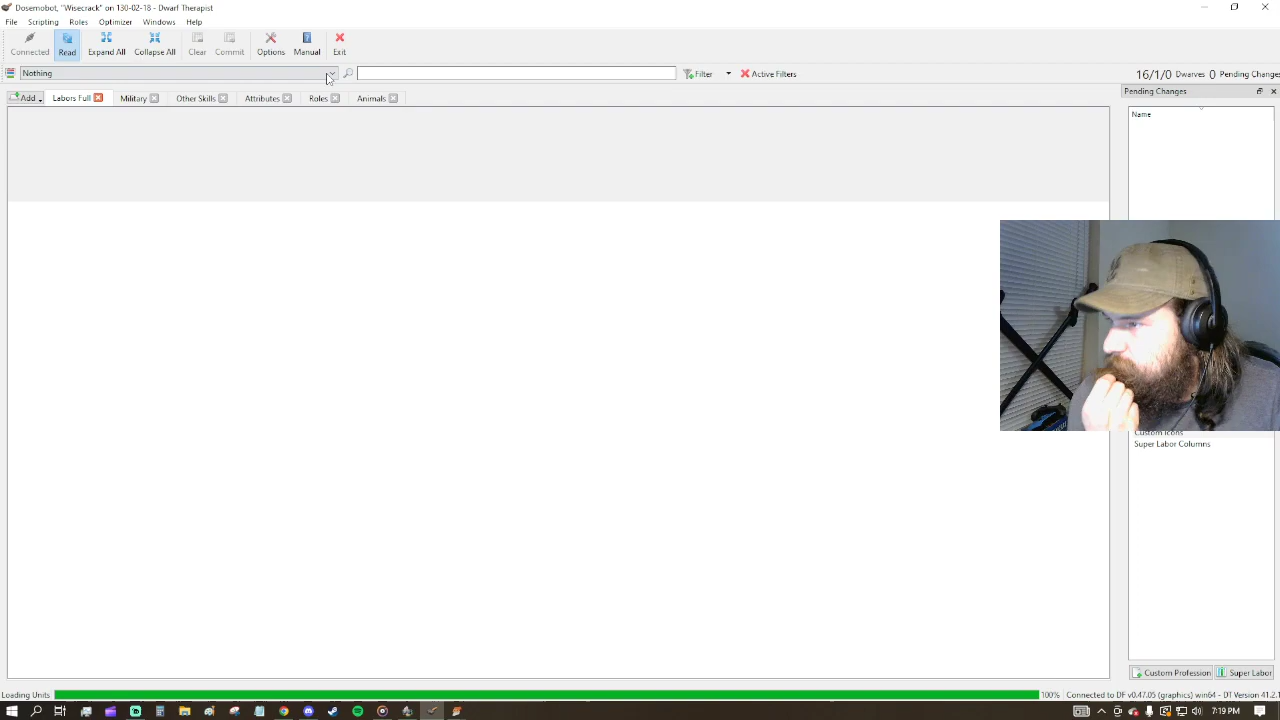 Dosemobot, "Wisecrack" on 130-02-18 - Dwarf Therapist
File Scripting Roles Optimizer Windows Help
Connected Read Expand All Collapse All Clear Commit Options Manual Exit
Nothing Filter Active Filters 16/1/0 Dwarves 0 Pending Changes
Add Labors Full Military Other Skills Attributes Roles Animals
Pending Changes
Name
Custom Icons
Super Labor Columns
Custom Profession Super Labor
Loading Units 100% Connected to DF v0.47.05 (graphics) win64 - DT Version 41.2.1
7:19 PM